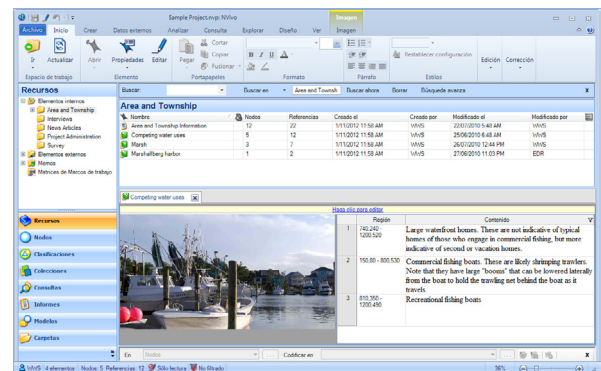 Sample Project.nvp: NVivo
Imagen
Archivo Inicio Crear Datos externos Analizar Consulta Explorar Diseño Ver Imagen
Ir Actualizar Abrir Propiedades Editar Pegar Cortar
Copiar
Fusionar
Restablecer configuración Edición Corrección
Espacio de trabajo Elemento Portapapeles Formato Párrafo Estilos
Recursos
Buscar: Buscar en Area and Townsh Buscar ahora Borrar Búsqueda avanza
Elementos internos
Area and Township
Interviews
News Articles
Project Administration
Survey
Elementos externos
Memos
Matrices de Marcos de trabajo
Area and Township
Nombre Nodos Referencias Creado el Creado por Modificado el Modificado por
Area and Township Information 12 22 1/11/2012 11:58 AM WWS 22/07/2010 5:48 AM WWS
Competing water uses 5 12 1/11/2012 11:58 AM WWS 25/06/2010 6:48 AM WWS
Marsh 3 7 1/11/2012 11:58 AM WWS 26/07/2010 12:44 PM WWS
Marshallberg harbor 1 2 1/11/2012 11:58 AM WWS 27/06/2010 11:03 PM EDR
Competing water uses
Haga clic para editar
Región Contenido
1 740,240 - 1200,520 Large waterfront homes. These are not indicative of typical
homes of those who engage in commercial fishing, but more
indicative of second or vacation homes.
2 150,80 - 800,530 Commercial fishing boats. These are likely shrimping trawlers.
Note that they have large "booms" that can be lowered laterally
from the boat to hold the trawling net behind the boat as it
travels.
3 810,350 - 1200,490 Recreational fishing boats
Recursos
Nodos
Clasificaciones
Colecciones
Consultas
Informes
Modelos
Carpetas
En Nodos Codificar en
WWS 4 elementos Nodos: 5 Referencias: 12 Sólo lectura No filtrado 36%